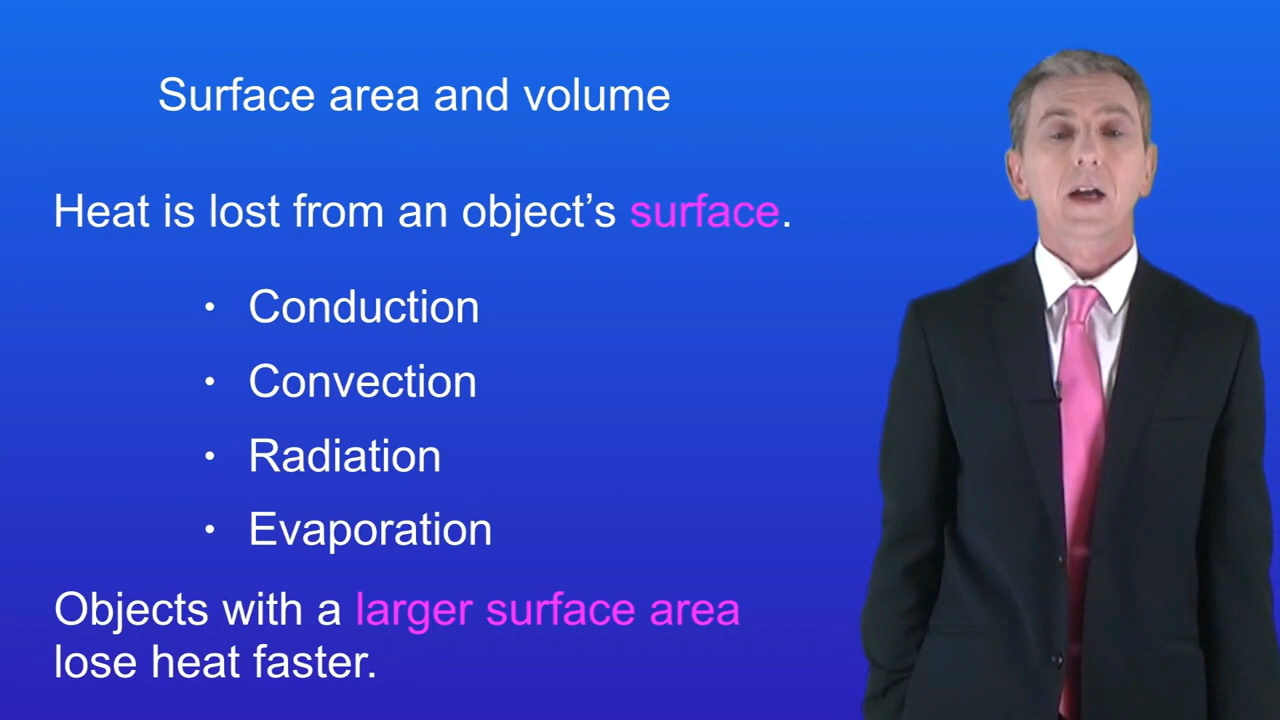 Surface area and volume
Heat is lost from an object’s surface.
• Conduction
• Convection
• Radiation
• Evaporation
Objects with a larger surface area
lose heat faster.